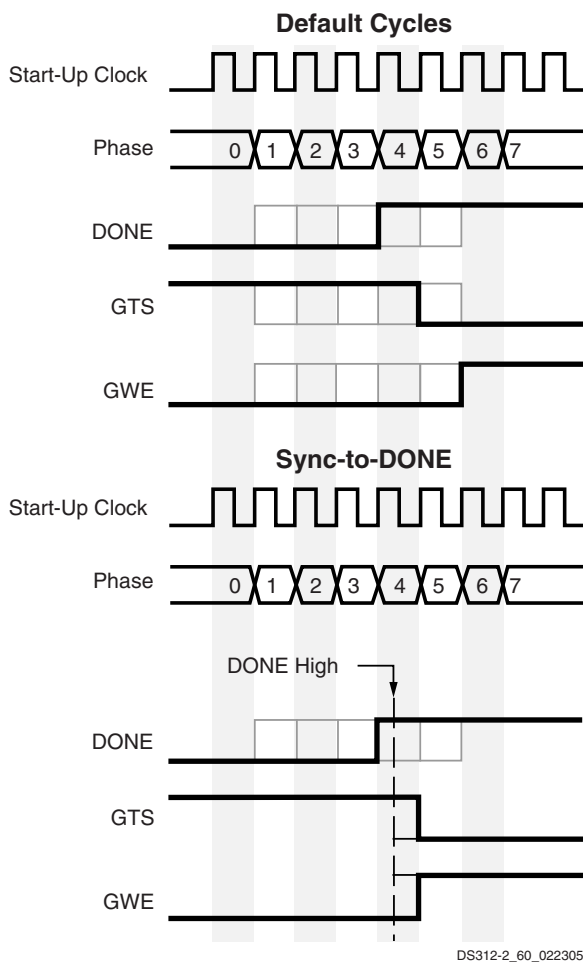 Default Cycles
Start-Up Clock
Phase
0 1 2 3 4 5 6 7
DONE
GTS
GWE
Sync-to-DONE
Start-Up Clock
Phase
0 1 2 3 4 5 6 7
DONE High
DONE
GTS
GWE
DS312-2_60_022305